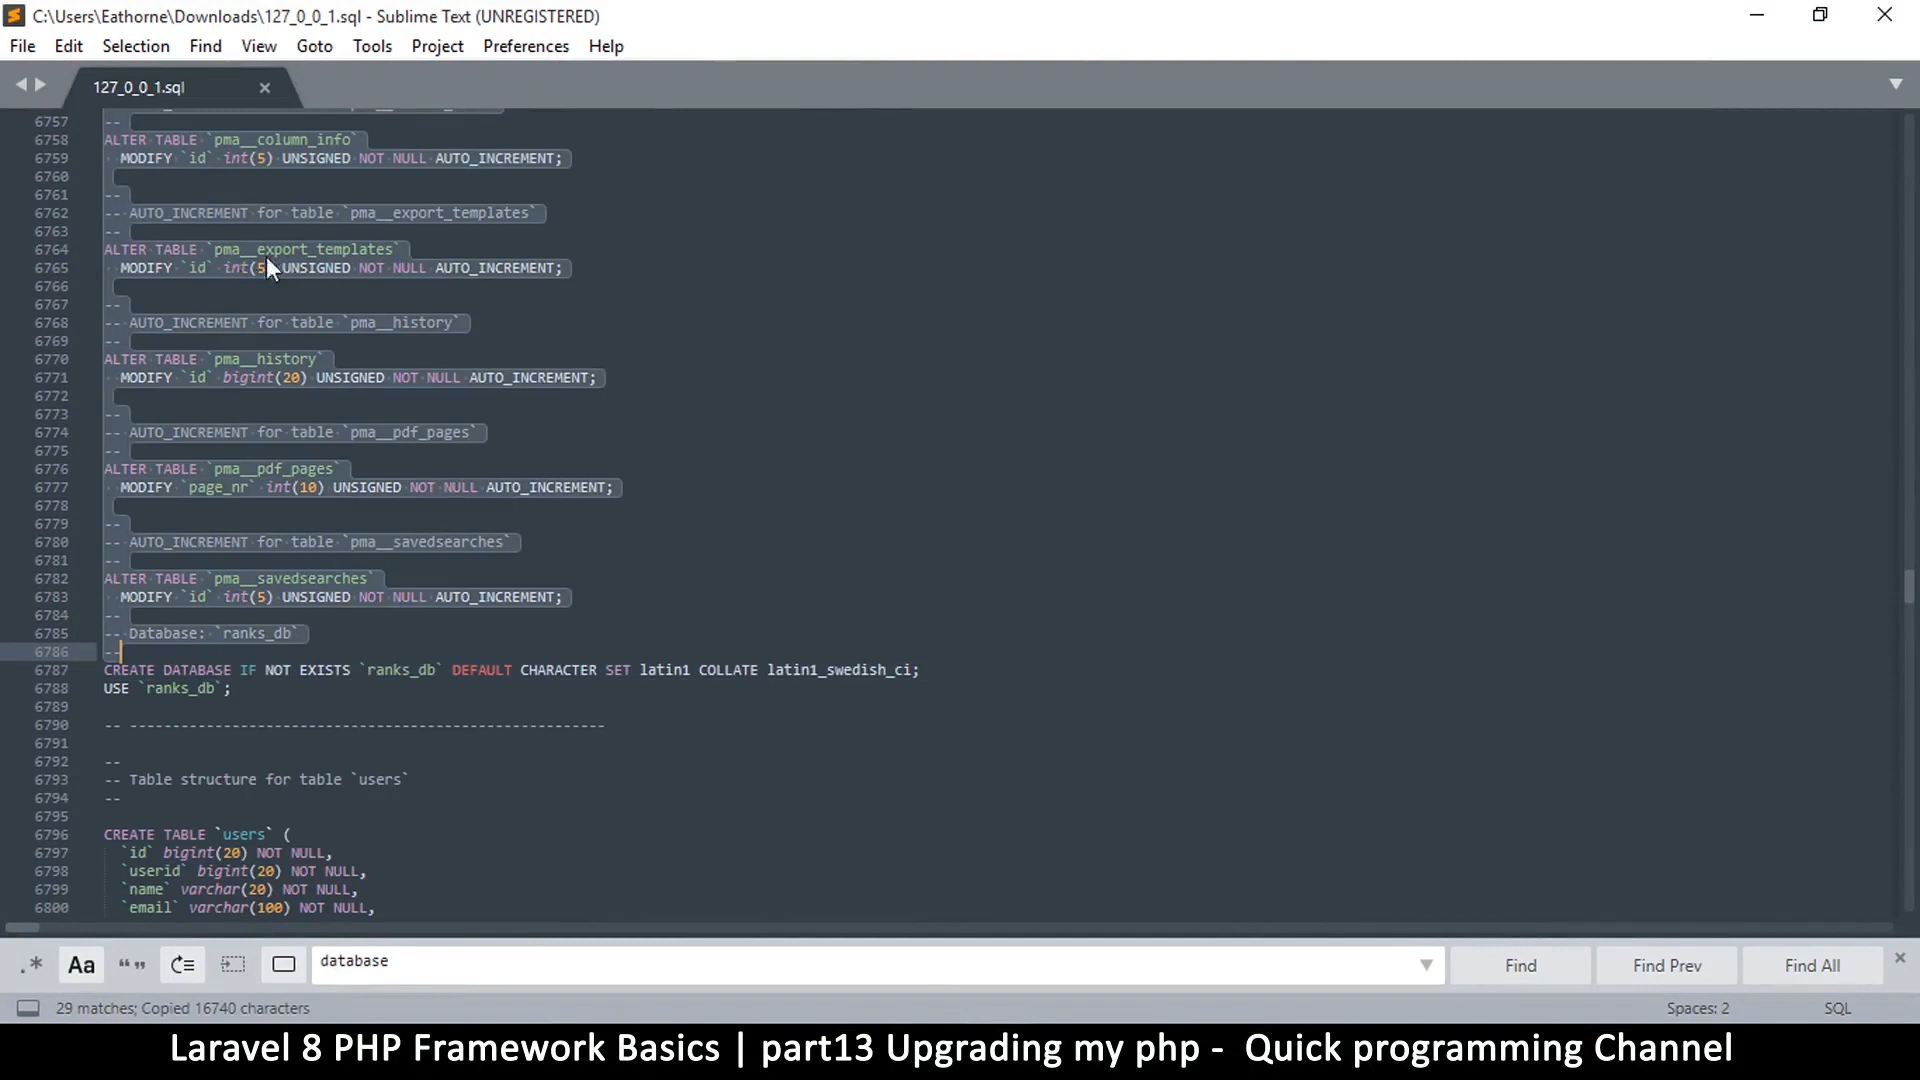 C:\Users\Eathorne\Downloads\127_0_0_1.sql - Sublime Text (UNREGISTERED)
File Edit Selection Find View Goto Tools Project Preferences Help
127_0_0_1.sql
6757 --
6758 ALTER TABLE `pma__column_info`
6759 MODIFY `id` int(5) UNSIGNED NOT NULL AUTO_INCREMENT;
6760
6761 --
6762 -- AUTO_INCREMENT for table `pma__export_templates`
6763 --
6764 ALTER TABLE `pma__export_templates`
6765 MODIFY `id` int(5 UNSIGNED NOT NULL AUTO_INCREMENT;
6766
6767 --
6768 -- AUTO_INCREMENT for table `pma__history`
6769 --
6770 ALTER TABLE `pma__history`
6771 MODIFY `id` bigint(20) UNSIGNED NOT NULL AUTO_INCREMENT;
6772
6773 --
6774 -- AUTO_INCREMENT for table `pma__pdf_pages`
6775 --
6776 ALTER TABLE `pma__pdf_pages`
6777 MODIFY `page_nr` int(10) UNSIGNED NOT NULL AUTO_INCREMENT;
6778
6779 --
6780 -- AUTO_INCREMENT for table `pma__savedsearches`
6781 --
6782 ALTER TABLE `pma__savedsearches`
6783 MODIFY `id` int(5) UNSIGNED NOT NULL AUTO_INCREMENT;
6784 --
6785 -- Database: `ranks_db`
6786 --
6787 CREATE DATABASE IF NOT EXISTS `ranks_db` DEFAULT CHARACTER SET latin1 COLLATE latin1_swedish_ci;
6788 USE `ranks_db`;
6789
6790 -- --------------------------------------------------------
6791
6792 --
6793 -- Table structure for table `users`
6794 --
6795
6796 CREATE TABLE `users` (
6797 `id` bigint(20) NOT NULL,
6798 `userid` bigint(20) NOT NULL,
6799 `name` varchar(20) NOT NULL,
6800 `email` varchar(100) NOT NULL,
.* Aa “” database Find Find Prev Find All
29 matches; Copied 16740 characters Spaces: 2 SQL
Laravel 8 PHP Framework Basics | part13 Upgrading my php - Quick programming Channel